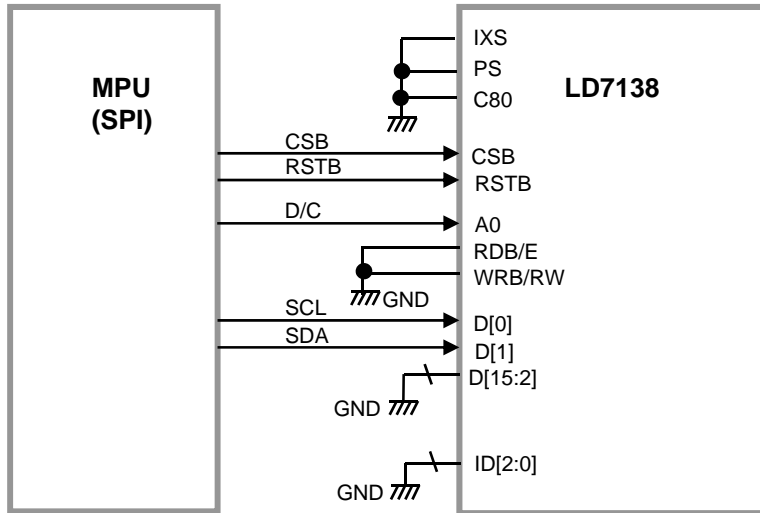 MPU
(SPI)
LD7138
IXS
PS
C80
CSB
CSB
RSTB
RSTB
D/C
A0
RDB/E
WRB/RW
GND
SCL
D[0]
SDA
D[1]
D[15:2]
GND
ID[2:0]
GND